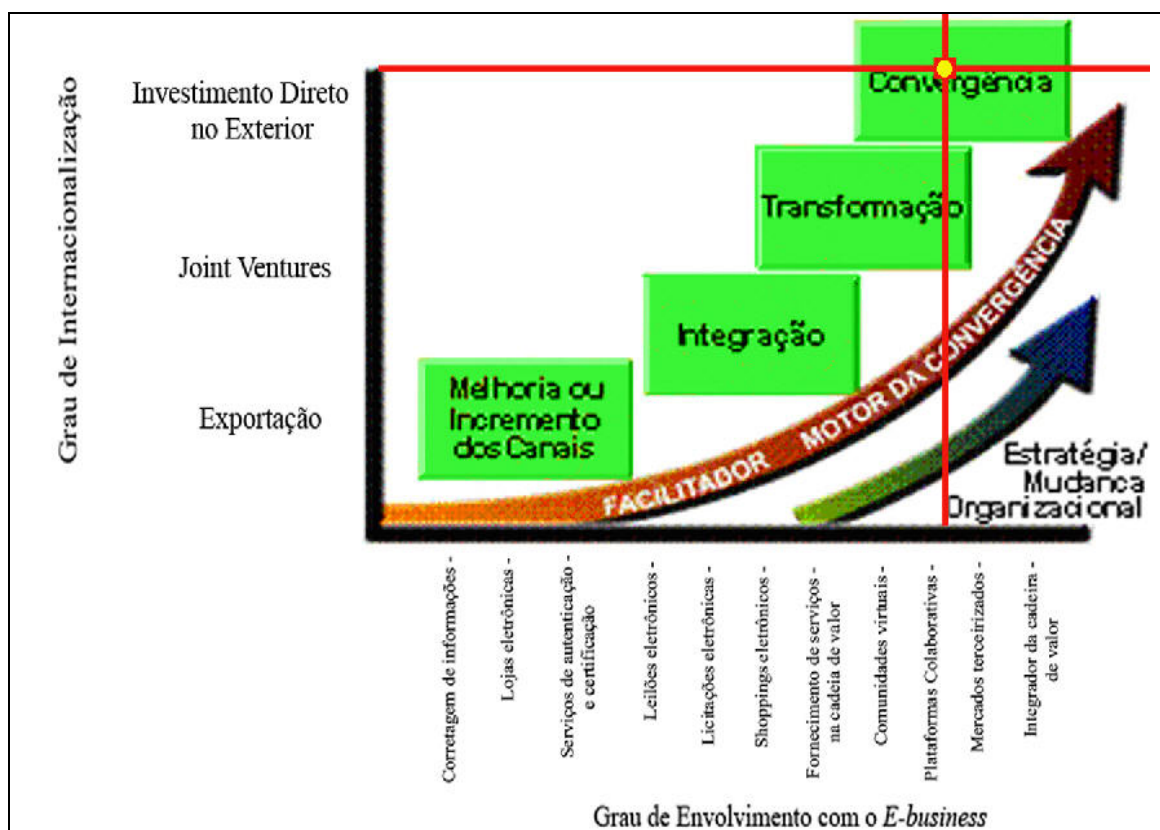 Grau de Internacionalização
Investimento Direto
no Exterior
Joint Ventures
Exportação
Convergência
Transformação
Integração
Melhoria ou
Incremento
dos Canais
FACILITADOR MOTOR DA CONVERGÊNCIA
Estratégia/
Mudanca
Organizacional
Corretagem de informações -
Lojas eletrônicas -
Serviços de autenticação -
e certificação
Leilões eletrônicos -
Licitações eletrônicas -
Shoppings eletrônicos -
Fornecimento de serviços -
na cadeia de valor
Comunidades virtuais -
Plataformas Colaborativas -
Mercados terceirizados -
Integrador da cadeira -
de valor
Grau de Envolvimento com o E-business